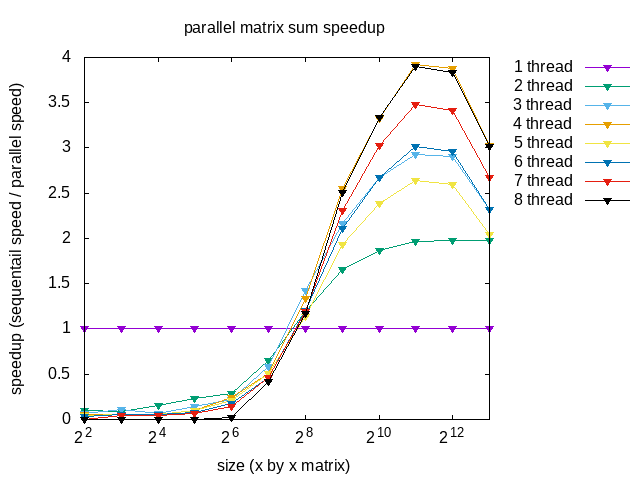 parallel matrix sum speedup
speedup (sequentail speed / parallel speed)
4
3.5
3
2.5
2
1.5
1
0.5
0
2^2
2^4
2^6
2^8
2^10
2^12
size (x by x matrix)
1 thread
2 thread
3 thread
4 thread
5 thread
6 thread
7 thread
8 thread